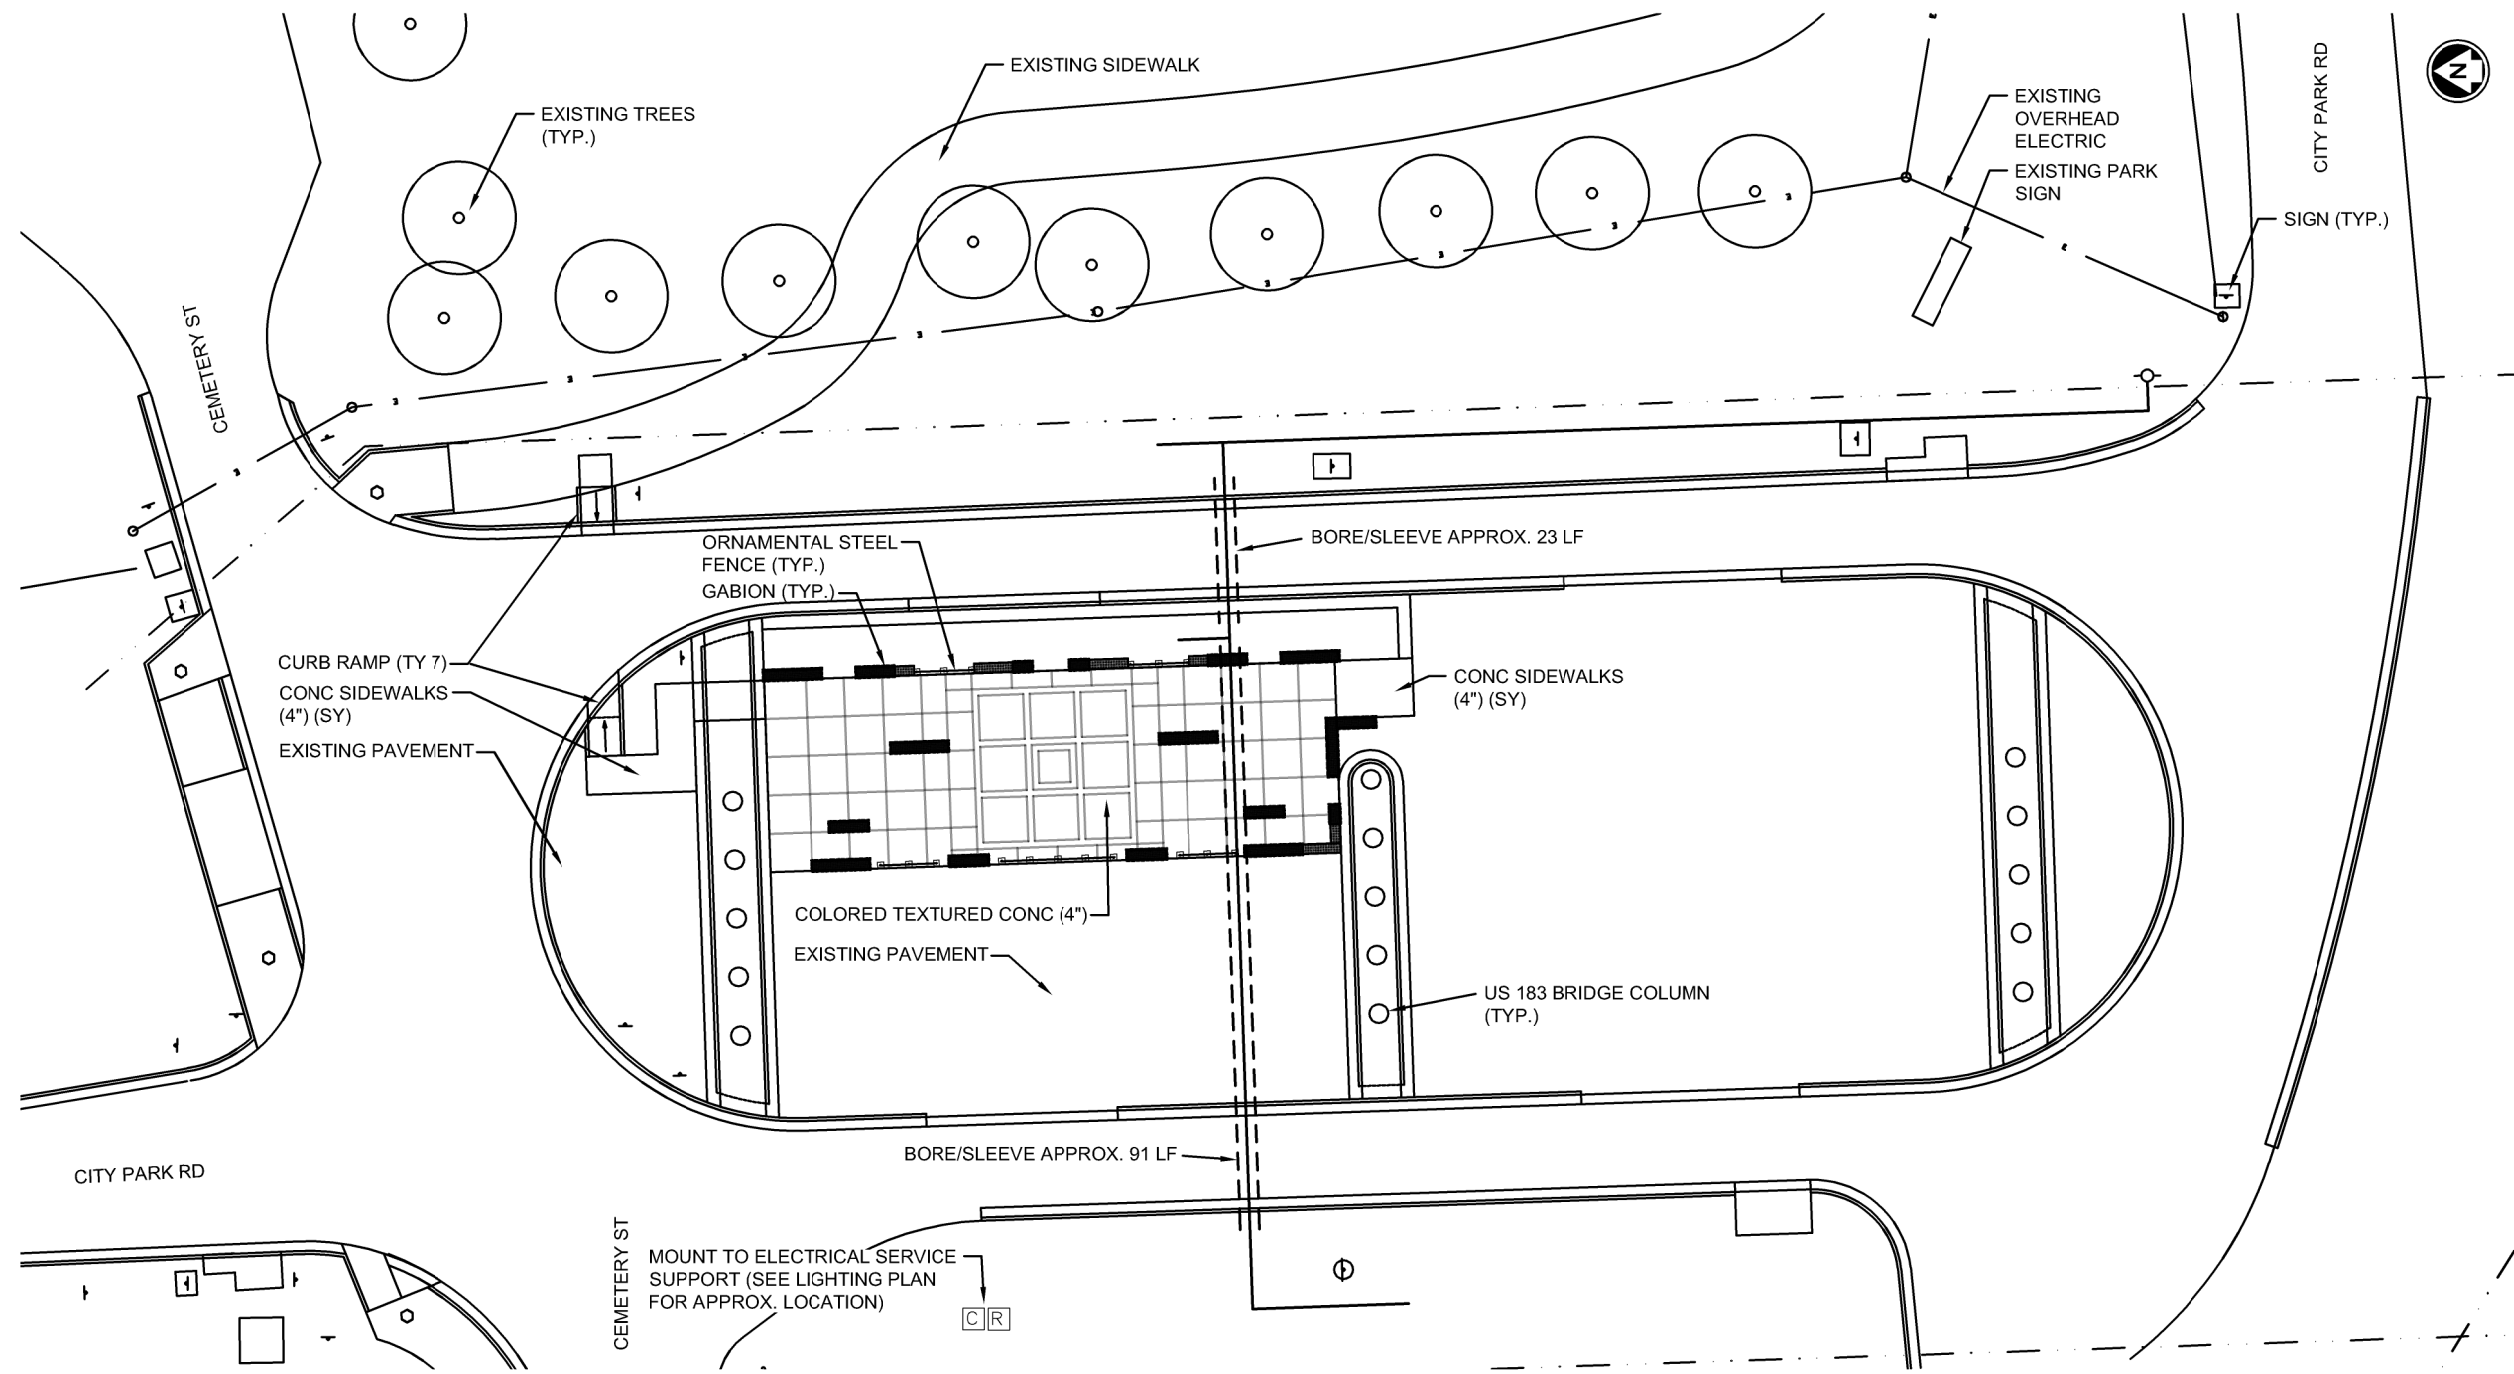 EXISTING SIDEWALK
EXISTING TREES
(TYP.)
CITY PARK RD
N
EXISTING
OVERHEAD
ELECTRIC
EXISTING PARK
SIGN
SIGN (TYP.)
CEMETERY ST
ORNAMENTAL STEEL
FENCE (TYP.)
GABION (TYP.)
BORE/SLEEVE APPROX. 23 LF
CURB RAMP (TY 7)
CONC SIDEWALKS
(4") (SY)
EXISTING PAVEMENT
CONC SIDEWALKS
(4") (SY)
COLORED TEXTURED CONC (4")
EXISTING PAVEMENT
US 183 BRIDGE COLUMN
(TYP.)
BORE/SLEEVE APPROX. 91 LF
CITY PARK RD
CEMETERY ST
MOUNT TO ELECTRICAL SERVICE
SUPPORT (SEE LIGHTING PLAN
FOR APPROX. LOCATION)
C R